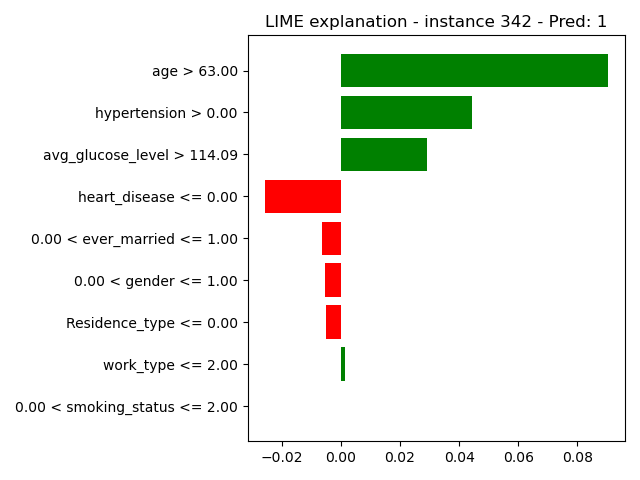 LIME explanation - instance 342 - Pred: 1
age > 63.00
hypertension > 0.00
avg_glucose_level > 114.09
heart_disease <= 0.00
0.00 < ever_married <= 1.00
0.00 < gender <= 1.00
Residence_type <= 0.00
work_type <= 2.00
0.00 < smoking_status <= 2.00
−0.02 0.00 0.02 0.04 0.06 0.08